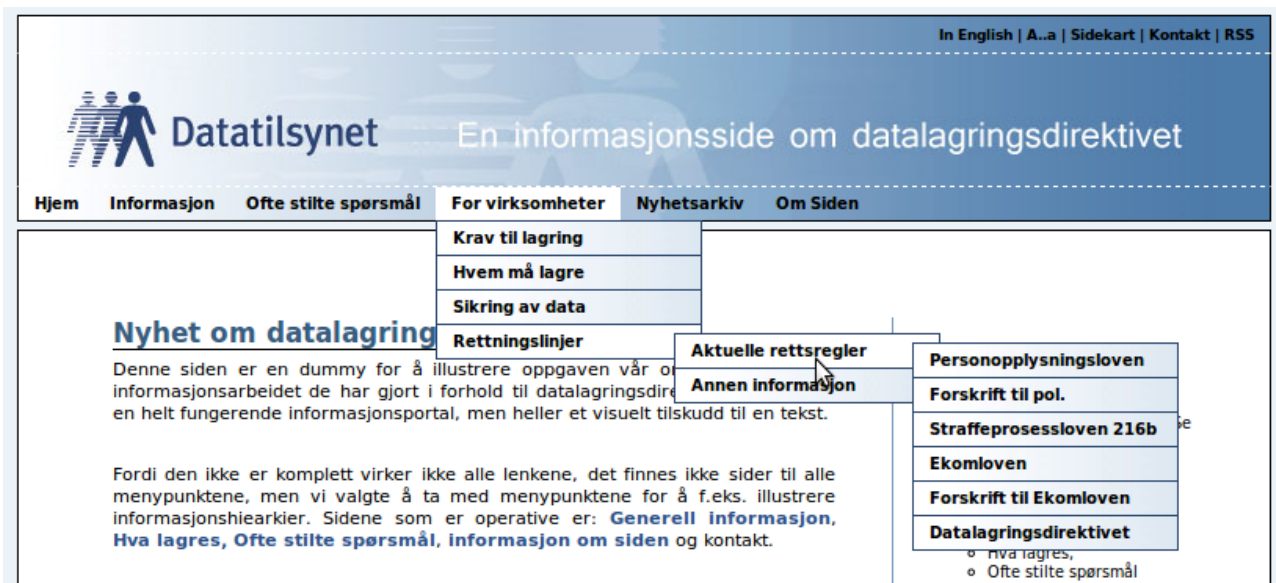 In English | A..a | Sidekart | Kontakt | RSS
Datatilsynet
En informasjonsside om datalagringsdirektivet
Hjem Informasjon Ofte stilte spørsmål For virksomheter Nyhetsarkiv Om Siden
Krav til lagring
Hvem må lagre
Sikring av data
Rettningslinjer
Aktuelle rettsregler
Annen informasjon
Personopplysningsloven
Forskrift til pol.
Straffeprosessloven 216b
Ekomloven
Forskrift til Ekomloven
Datalagringsdirektivet
Nyhet om datalagring
Denne siden er en dummy for å illustrere oppgaven vår
informasjonsarbeidet de har gjort i forhold til
en helt fungerende informasjonsportal, men heller et visuelt tilskudd til en tekst.
Fordi den ikke er komplett virker ikke alle lenkene, det finnes ikke sider til alle
menypunktene, men vi valgte å ta med menypunktene for å f.eks. illustrere
informasjonshiearkier. Sidene som er operative er: Generell informasjon,
Hva lagres, Ofte stilte spørsmål, informasjon om siden og kontakt.
Hva lagres,
Ofte stilte spørsmål